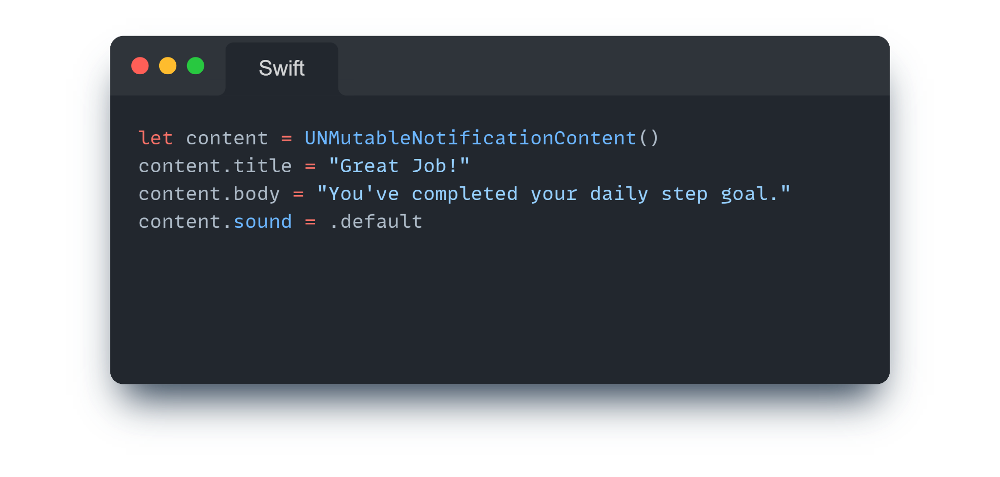 Swift
let content = UNMutableNotificationContent()
content.title = "Great Job!"
content.body = "You've completed your daily step goal."
content.sound = .default